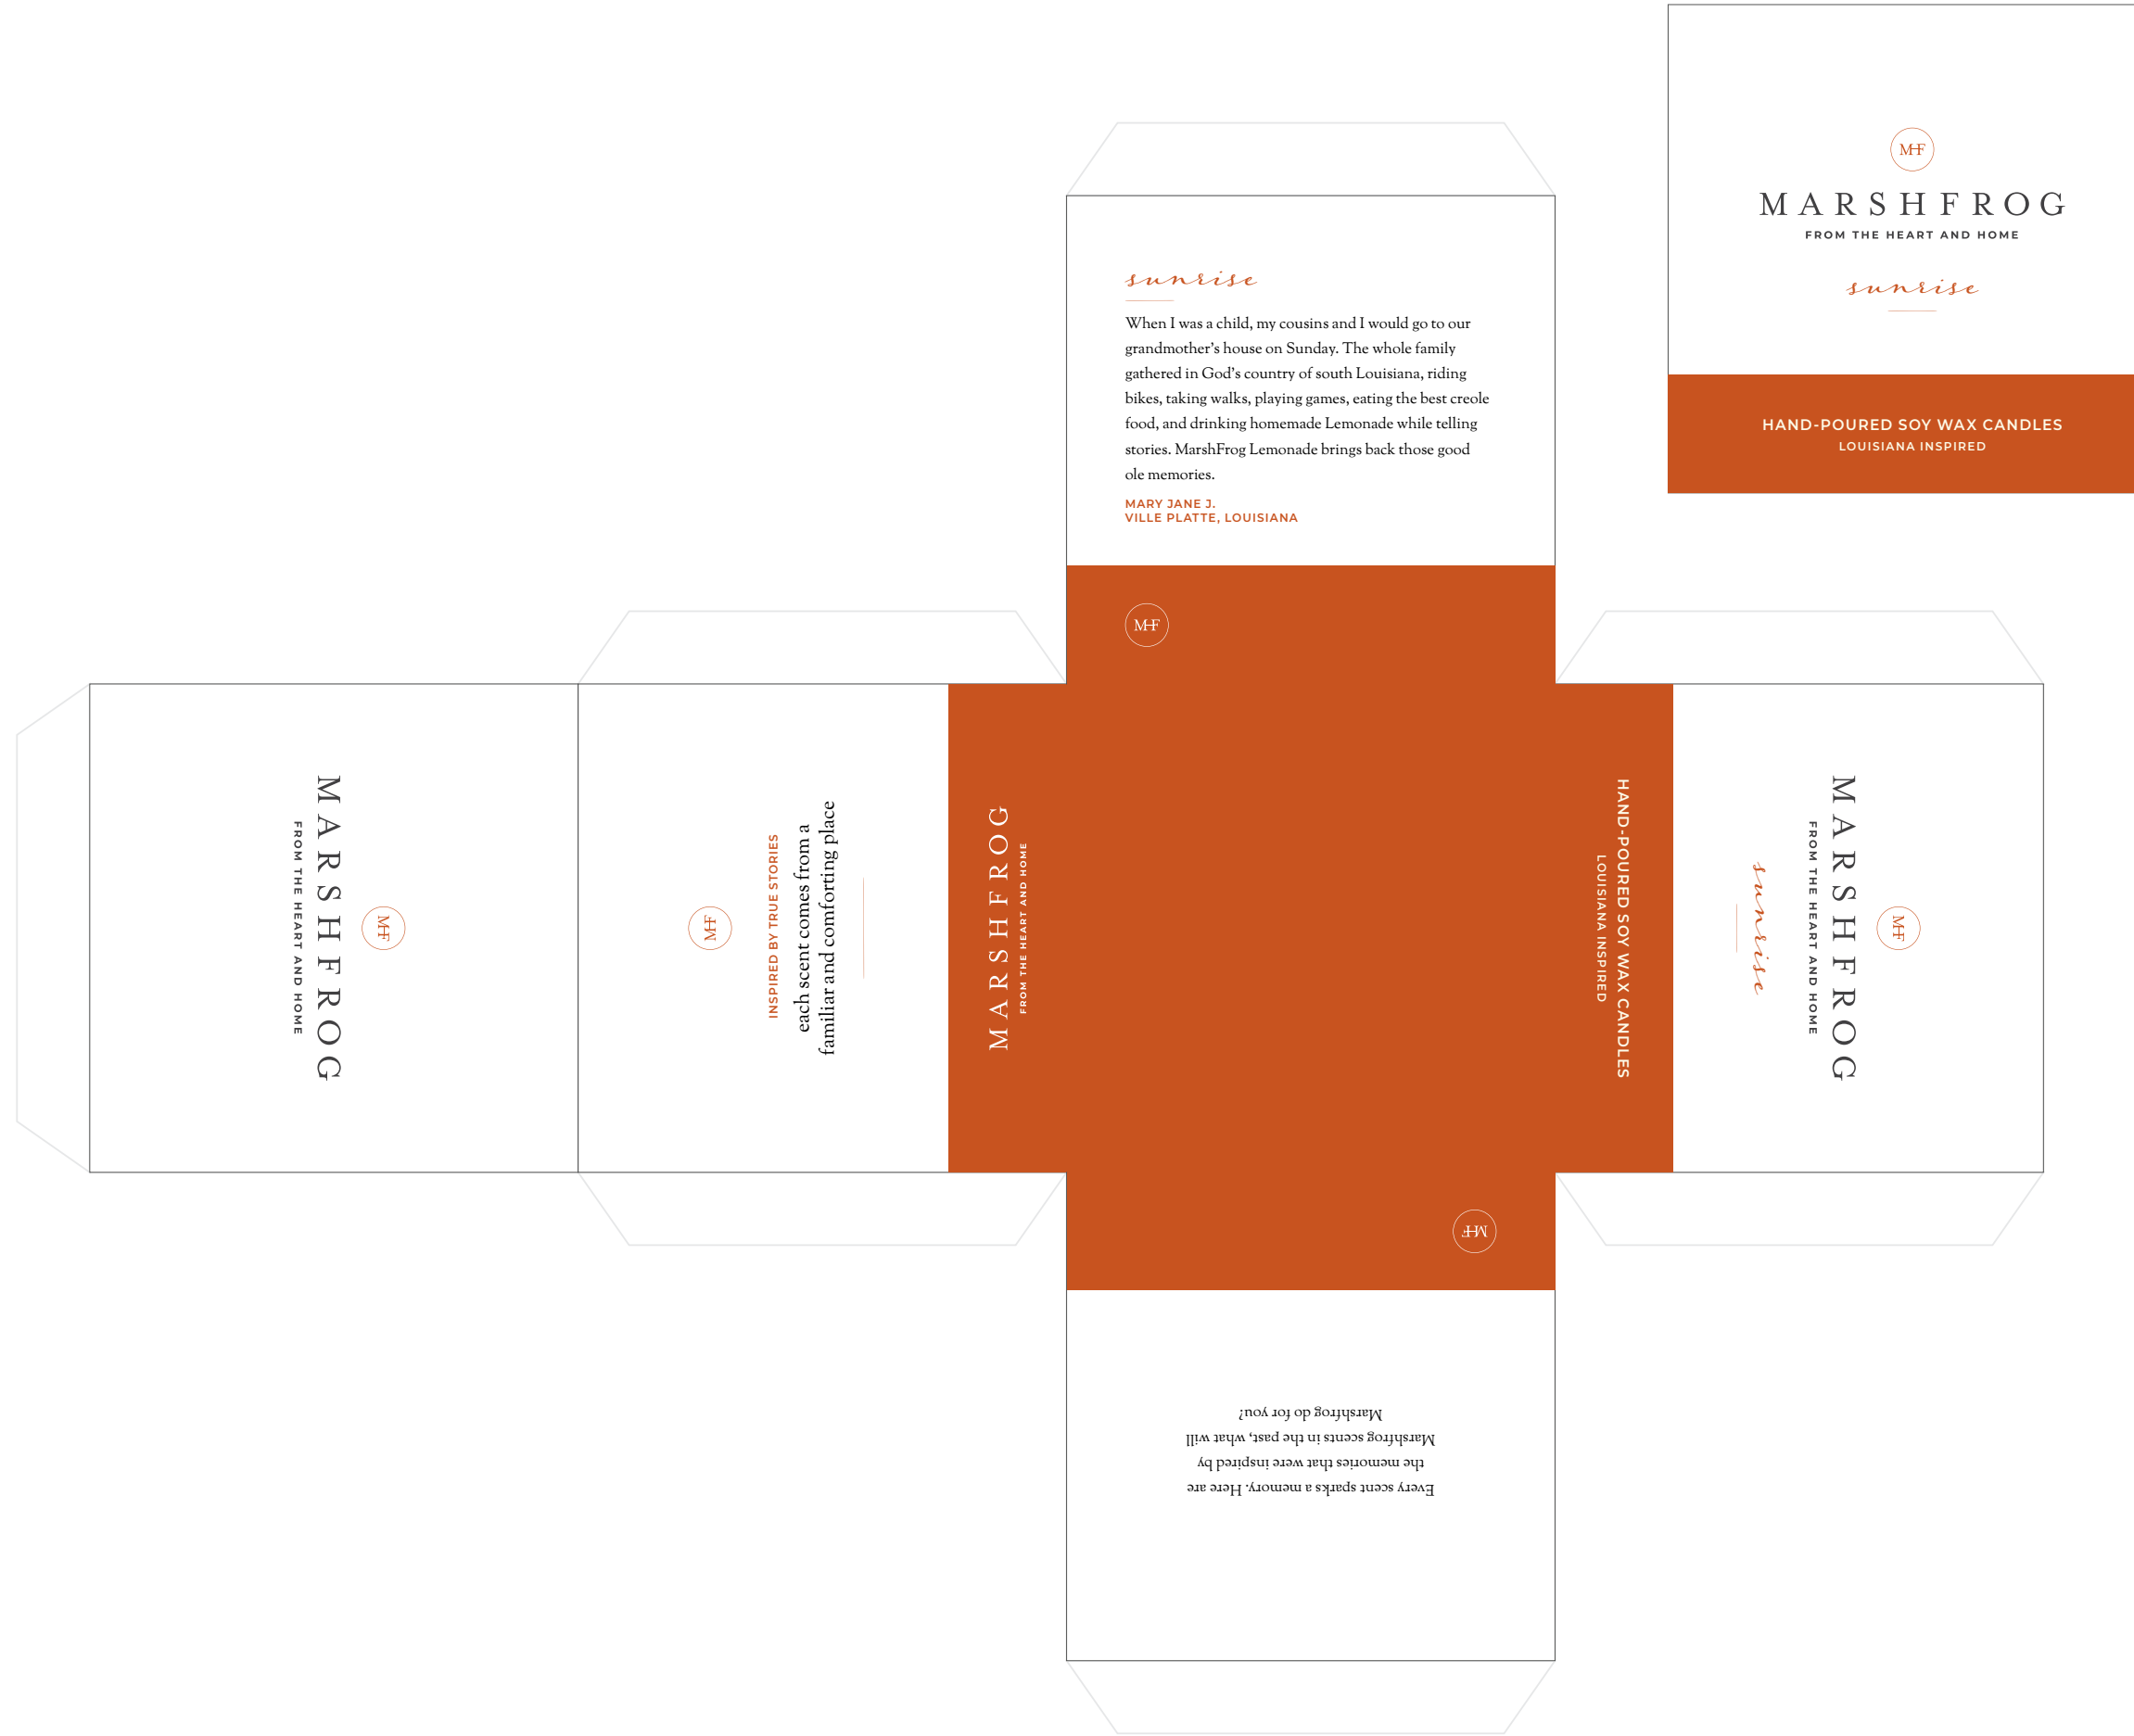 MHF
MARSHFROG
FROM THE HEART AND HOME
sunrise
HAND-POURED SOY WAX CANDLES
LOUISIANA INSPIRED
sunrise
When I was a child, my cousins and I would go to our
grandmother's house on Sunday. The whole family
gathered in God's country of south Louisiana, riding
bikes, taking walks, playing games, eating the best creole
food, and drinking homemade Lemonade while telling
stories. MarshFrog Lemonade brings back those good
ole memories.
MARY JANE J.
VILLE PLATTE, LOUISIANA
MHF
MHF
MARSHFROG
FROM THE HEART AND HOME
MHF
INSPIRED BY TRUE STORIES
each scent comes from a
familiar and comforting place
MARSHFROG
FROM THE HEART AND HOME
HAND-POURED SOY WAX CANDLES
LOUISIANA INSPIRED
MHF
MARSHFROG
FROM THE HEART AND HOME
sunrise
MHF
Every scent sparks a memory. Here are
the memories that were inspired by
Marshfrog scents in the past, what will
Marshfrog do for you?